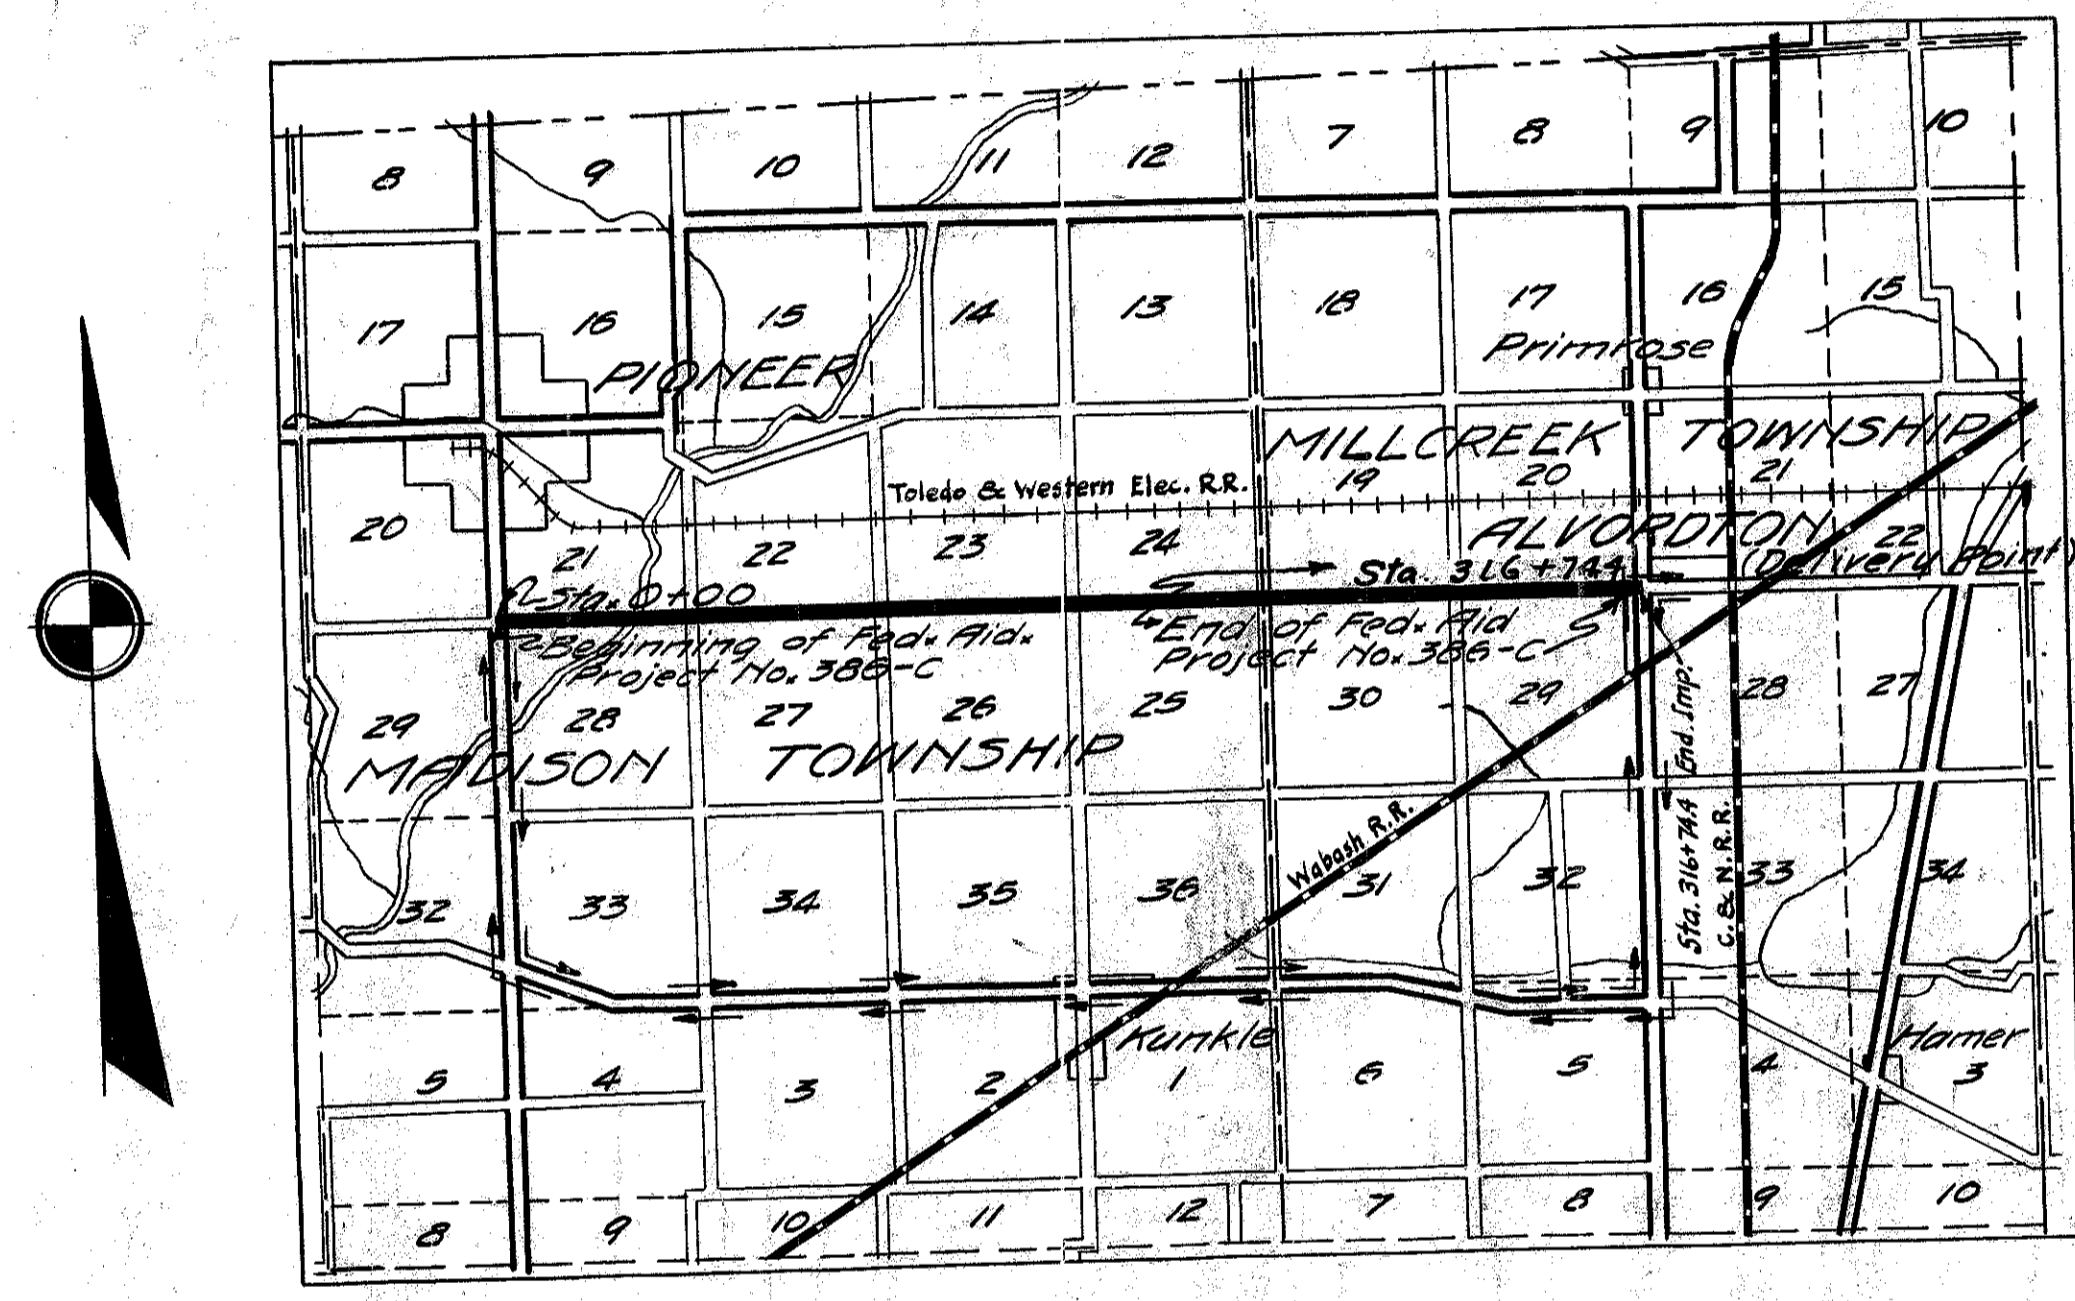 8 9 10 11 12 7 8 9 10
17 16 15 14 13 18 17 16 15
Primrose
PIONEER
MILLCREEK TOWNSHIP
Toledo & Western Elec. R.R. 19 20 21
20 21 22 23 24 22
ALVORDTON
(Delivery Point)
Sta. 0+00
Sta. 316+74.4
Beginning of Fed. Aid.
Project No. 386-C
End of Fed. Aid
Project No. 386-C
29 28 27 26 25 30 29 28 27
MADISON TOWNSHIP
Sta. 316+74.4 End. Imp.
C. & N. R.R.
Wabash R.R.
32 33 34 35 36 31 32 33 34
Kunkle
Hamer
5 4 3 2 1 6 5 4 3
8 9 10 11 12 7 8 9 10